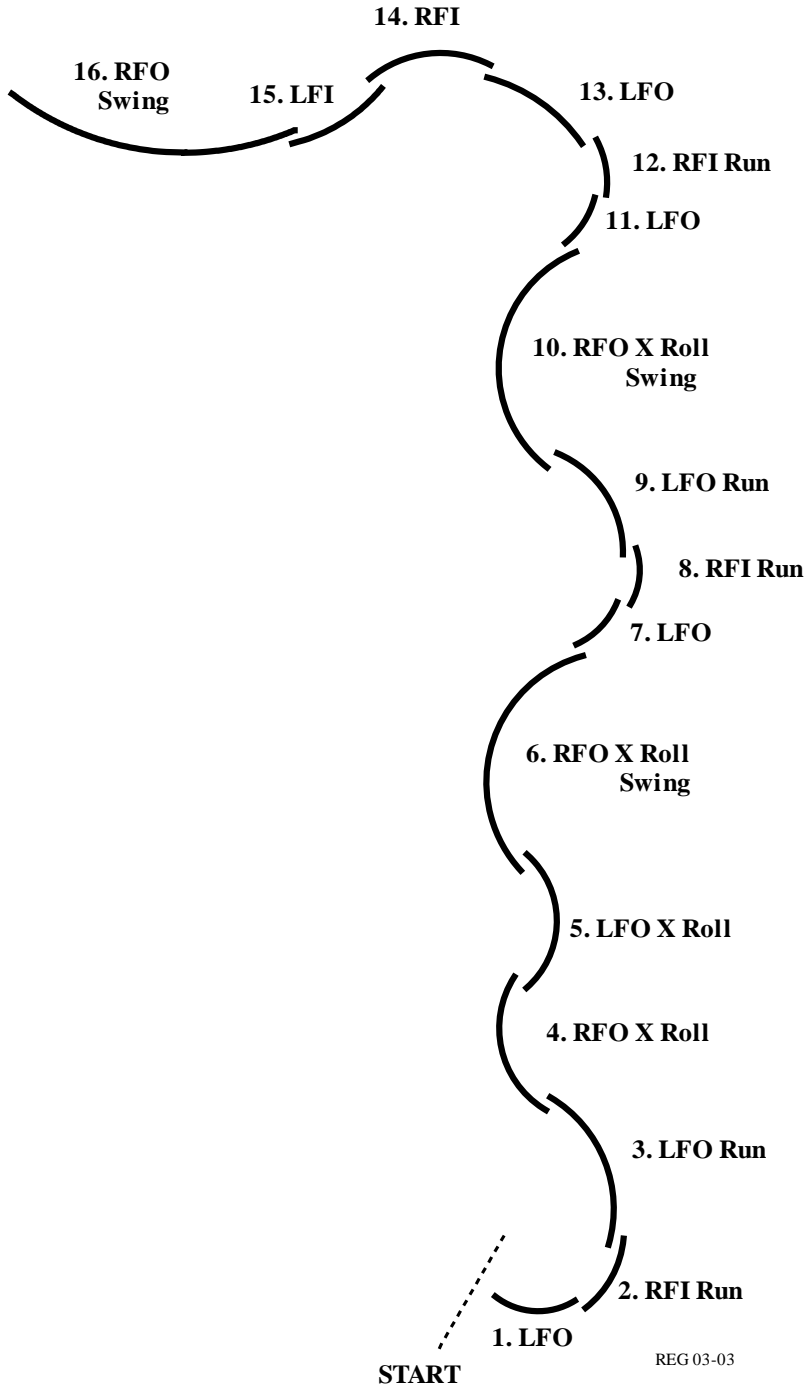 14. RFI
16. RFO
Swing
15. LFI
13. LFO
12. RFI Run
11. LFO
10. RFO X Roll
Swing
9. LFO Run
8. RFI Run
7. LFO
6. RFO X Roll
Swing
5. LFO X Roll
4. RFO X Roll
3. LFO Run
2. RFI Run
1. LFO
REG 03-03
START